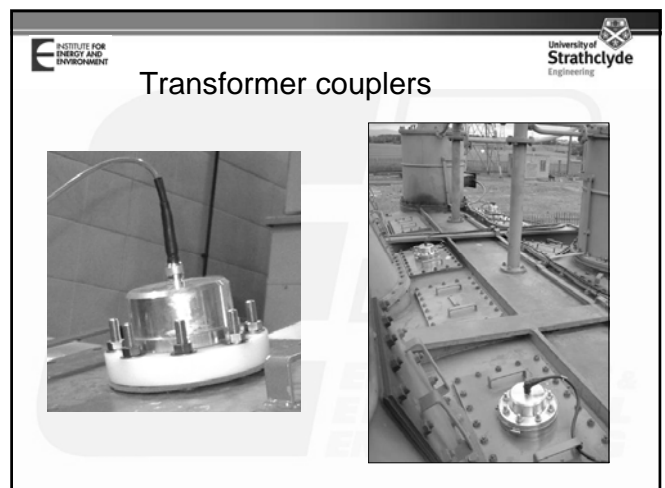 INSTITUTE FOR
ENERGY AND
ENVIRONMENT
University of
Strathclyde
Engineering
Transformer couplers